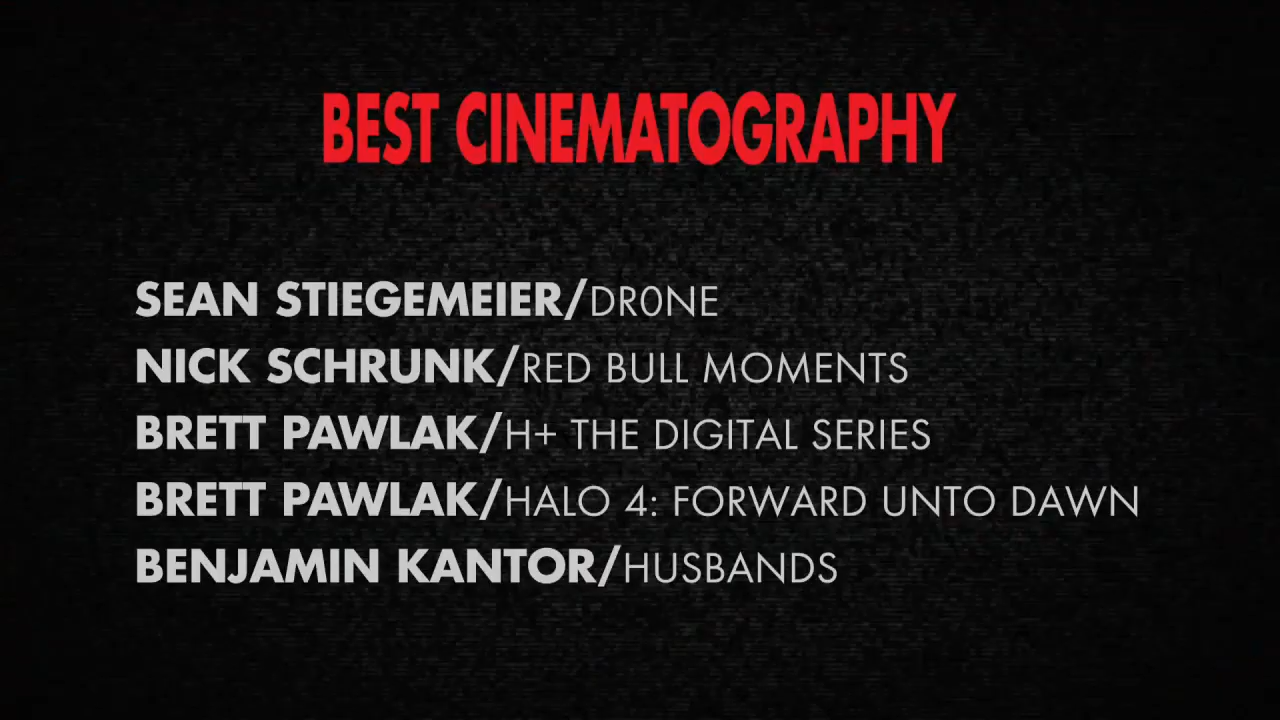 BEST CINEMATOGRAPHY
SEAN STIEGEMEIER/DR0NE
NICK SCHRUNK/RED BULL MOMENTS
BRETT PAWLAK/H+ THE DIGITAL SERIES
BRETT PAWLAK/HALO 4: FORWARD UNTO DAWN
BENJAMIN KANTOR/HUSBANDS